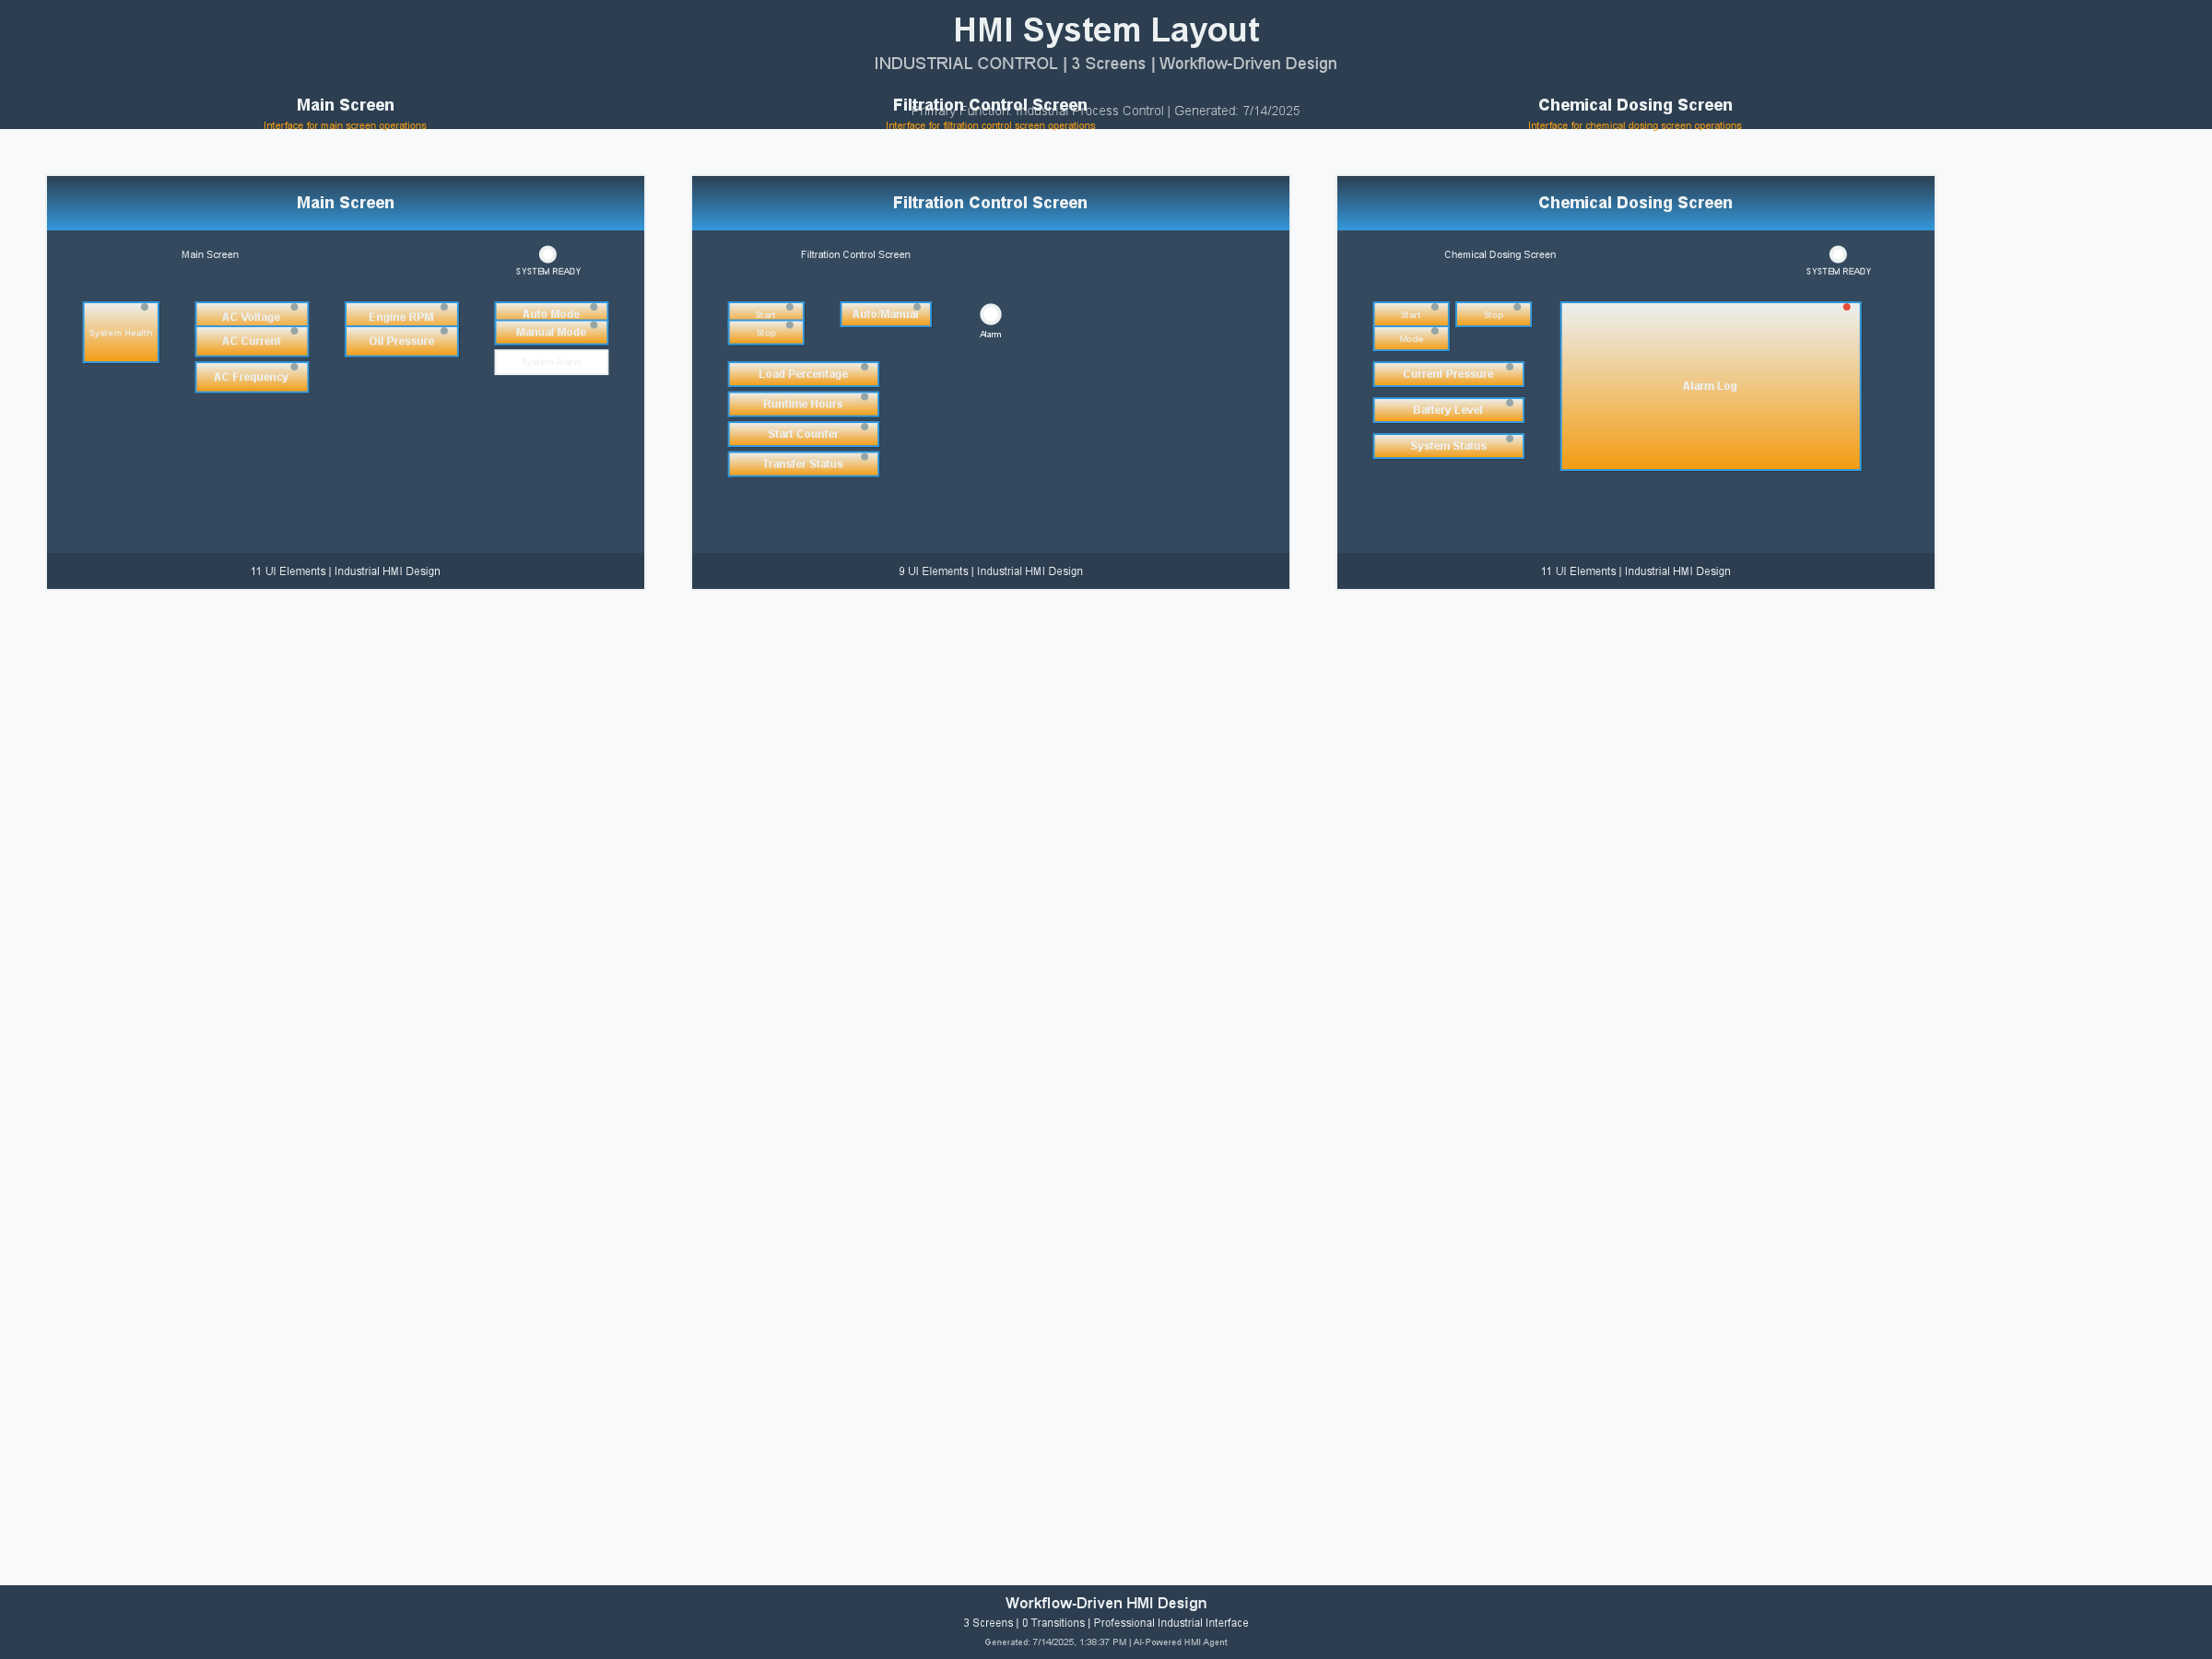 HMI System Layout
INDUSTRIAL CONTROL | 3 Screens | Workflow-Driven Design
Primary Function: Industrial Process Control | Generated: 7/14/2025
Main Screen
Interface for main screen operations
Filtration Control Screen
Interface for filtration control screen operations
Chemical Dosing Screen
Interface for chemical dosing screen operations
Main Screen
Main Screen
SYSTEM READY
System Health
AC Voltage
AC Current
AC Frequency
Engine RPM
Oil Pressure
Auto Mode
Manual Mode
System Alarm
11 UI Elements | Industrial HMI Design
Filtration Control Screen
Filtration Control Screen
Start
Stop
Auto/Manual
Alarm
Load Percentage
Runtime Hours
Start Counter
Transfer Status
9 UI Elements | Industrial HMI Design
Chemical Dosing Screen
Chemical Dosing Screen
SYSTEM READY
Start
Stop
Mode
Current Pressure
Battery Level
System Status
Alarm Log
11 UI Elements | Industrial HMI Design
Workflow-Driven HMI Design
3 Screens | 0 Transitions | Professional Industrial Interface
Generated: 7/14/2025, 1:38:37 PM | AI-Powered HMI Agent